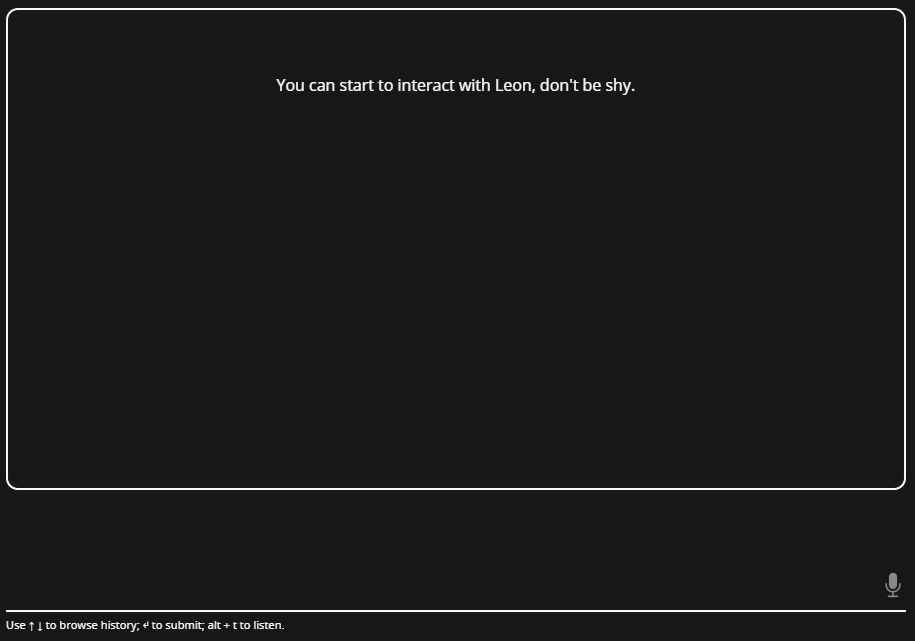 You can start to interact with Leon, don't be shy.
Use ↑ ↓ to browse history; ↵ to submit; alt + t to listen.